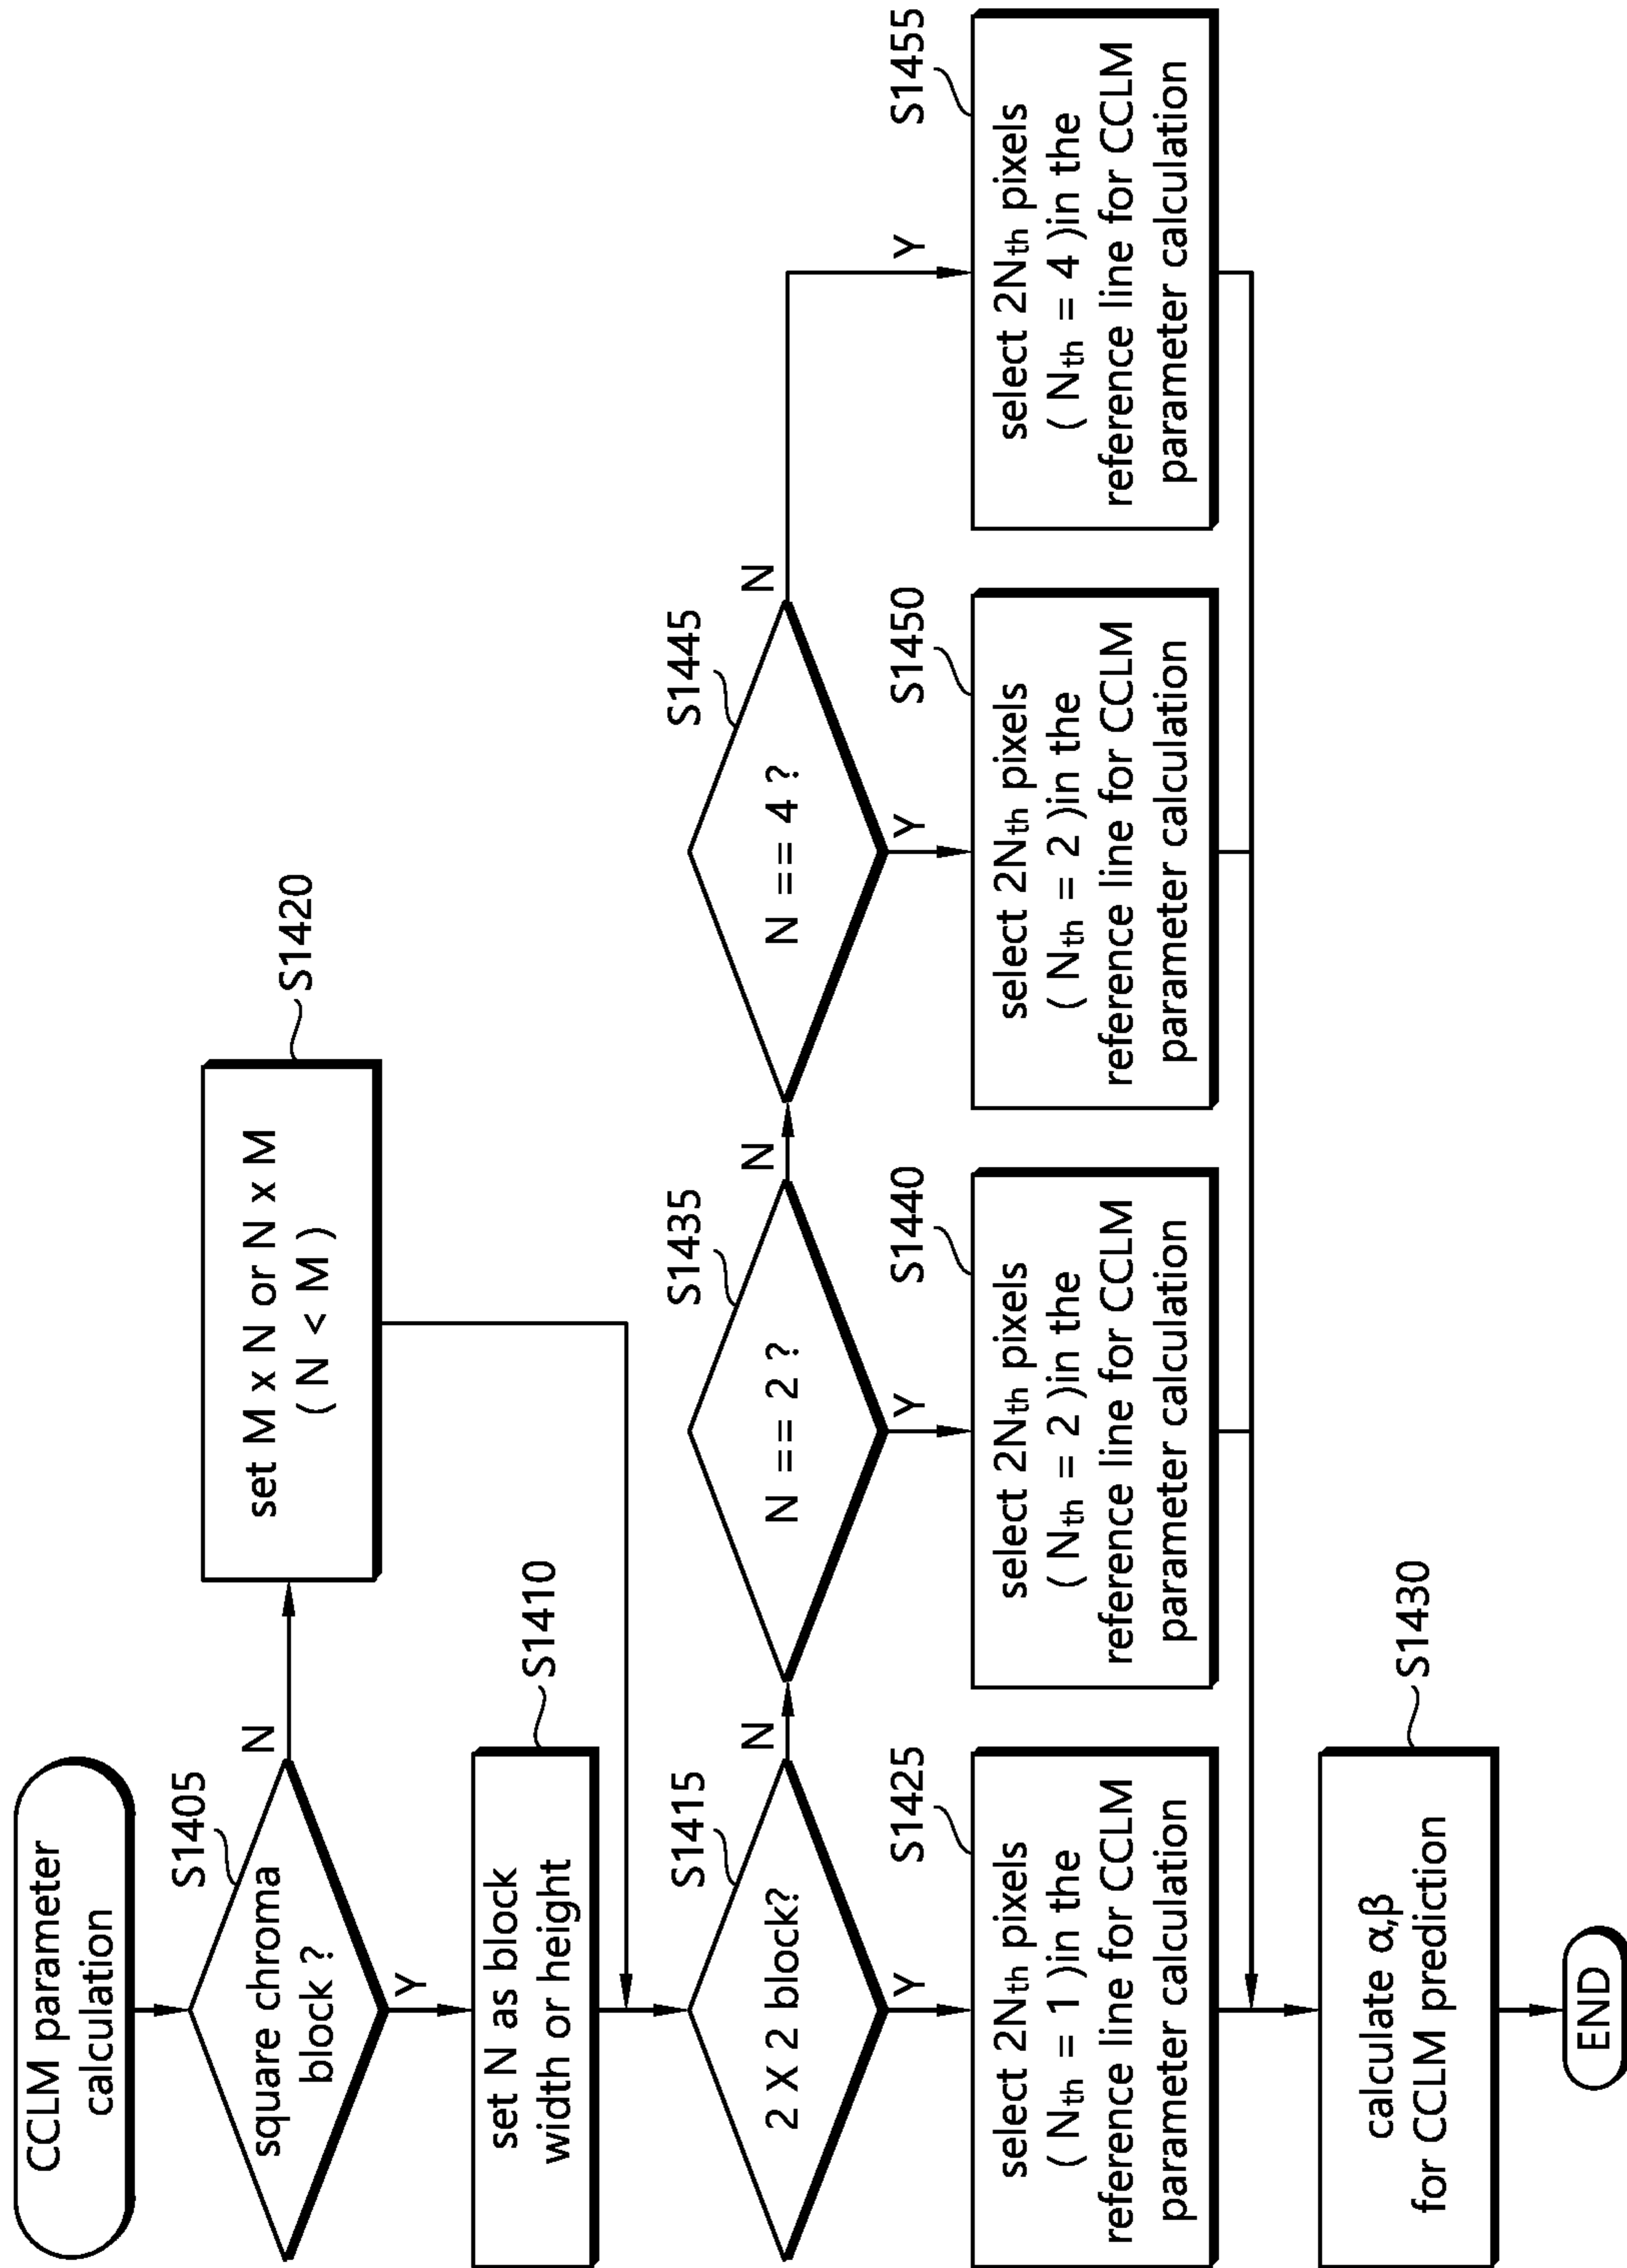 CCLM parameter
calculation
S1405
square chroma
block ?
N
Y
S1420
set M x N or N x M
( N < M )
S1410
set N as block
width or height
S1415
2 X 2 block?
N
Y
S1435
N == 2 ?
N
Y
S1445
N == 4 ?
N
Y
Y
S1425
select 2Nth pixels
( Nth = 1 )in the
reference line for CCLM
parameter calculation
S1440
select 2Nth pixels
( Nth = 2 )in the
reference line for CCLM
parameter calculation
S1450
select 2Nth pixels
( Nth = 2 )in the
reference line for CCLM
parameter calculation
S1455
select 2Nth pixels
( Nth = 4 )in the
reference line for CCLM
parameter calculation
S1430
calculate α,β
for CCLM prediction
END